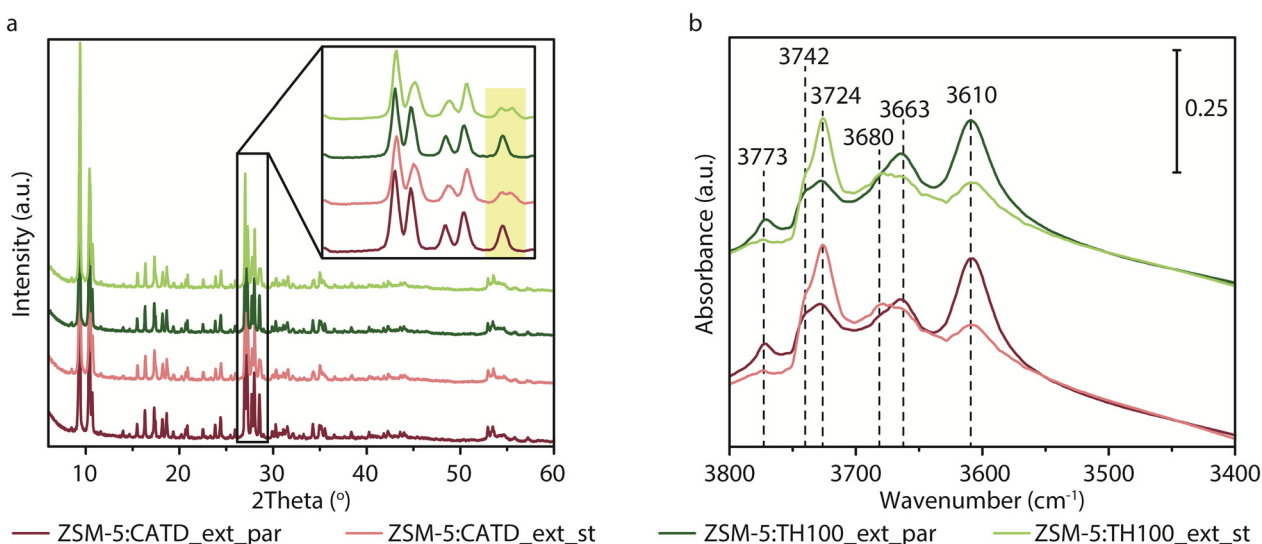 a
Intensity (a.u.)
10
20
30
40
50
60
2Theta (°)
b
3742
3724
3773
3680
3663
3610
0.25
Absorbance (a.u.)
3800
3700
3600
3500
3400
Wavenumber (cm⁻¹)
ZSM-5:CATD_ext_par
ZSM-5:CATD_ext_st
ZSM-5:TH100_ext_par
ZSM-5:TH100_ext_st